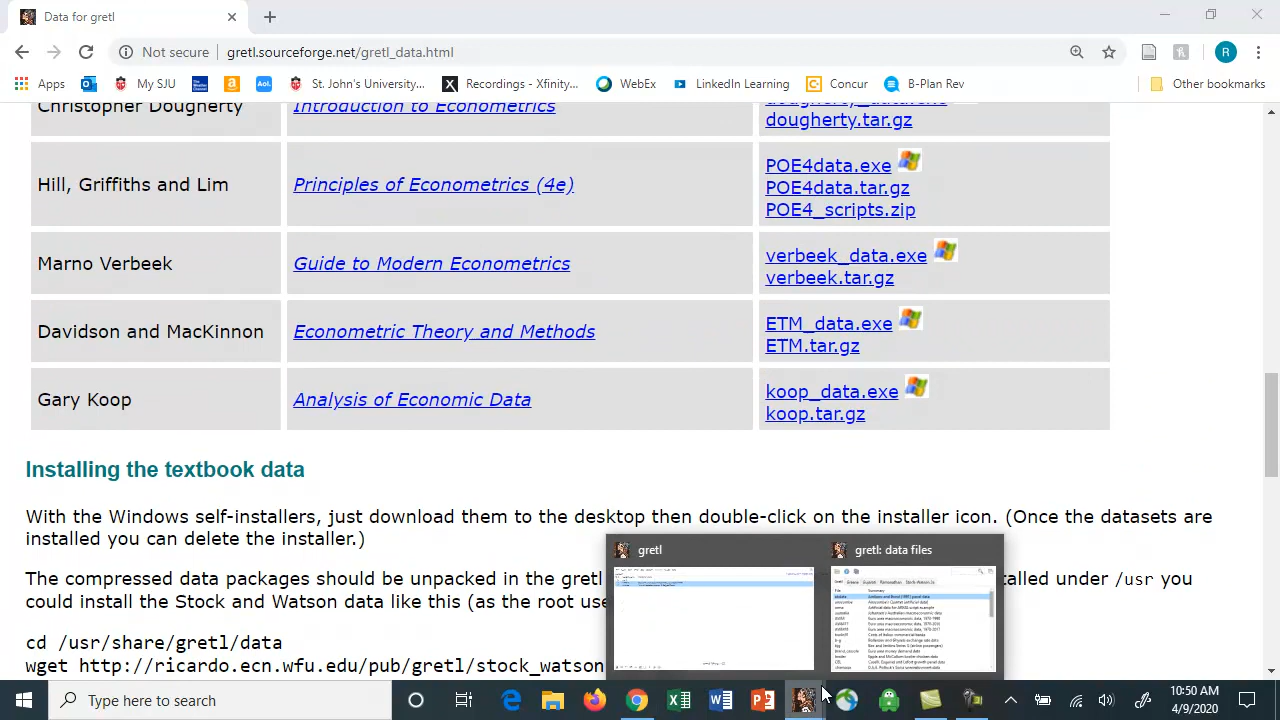 Data for gretl
Not secure
gretl.sourceforge.net/gretl_data.html
R
Apps
My SJU
Aol.
St. John's University...
Recordings - Xfinity...
WebEx
LinkedIn Learning
Concur
B-Plan Rev
Other bookmarks
Christopher Dougherty
Introduction to Econometrics
dougherty.tar.gz
Hill, Griffiths and Lim
Principles of Econometrics (4e)
POE4data.exe
POE4data.tar.gz
POE4_scripts.zip
Marno Verbeek
Guide to Modern Econometrics
verbeek_data.exe
verbeek.tar.gz
Davidson and MacKinnon
Econometric Theory and Methods
ETM_data.exe
ETM.tar.gz
Gary Koop
Analysis of Economic Data
koop_data.exe
koop.tar.gz
Installing the textbook data
With the Windows self-installers, just download them to the desktop then double-click on the installer icon. (Once the datasets are
installed you can delete the installer.)
The compressed data packages should be unpacked in the gretl
talled under /usr you
could install the Stock and Watson data like this (as the root use
cd /usr/share/gretl/data
wget http://ricardo.ecn.wfu.edu/pub/gretl/stock_watson
gretl
gretl: data files
Type here to search
10:50 AM
4/9/2020